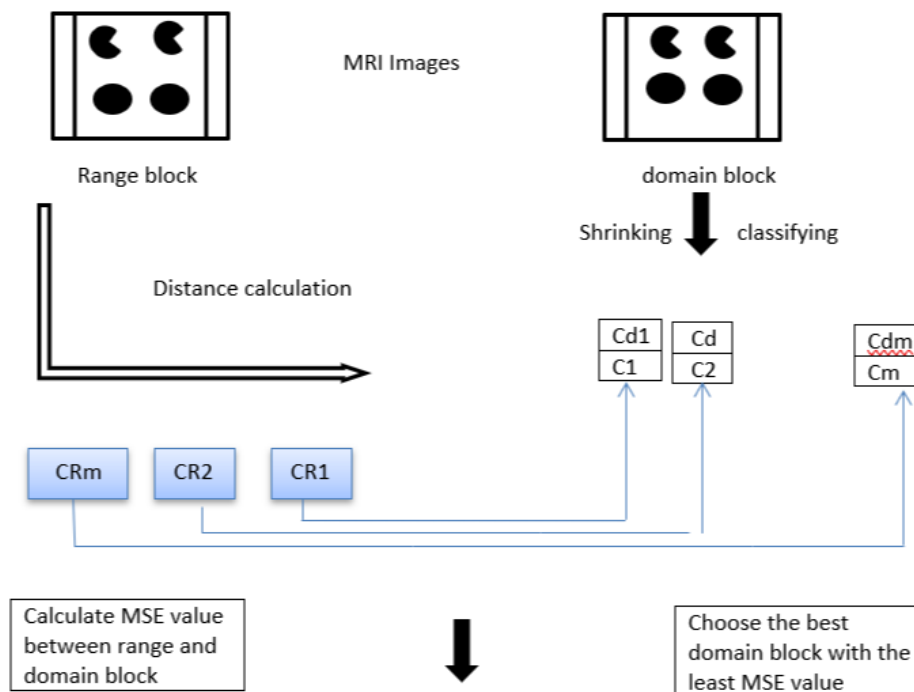 MRI Images
Range block
domain block
Shrinking
classifying
Distance calculation
Cd1
C1
Cd
C2
Cdm
Cm
CRm
CR2
CR1
Calculate MSE value
between range and
domain block
Choose the best
domain block with the
least MSE value